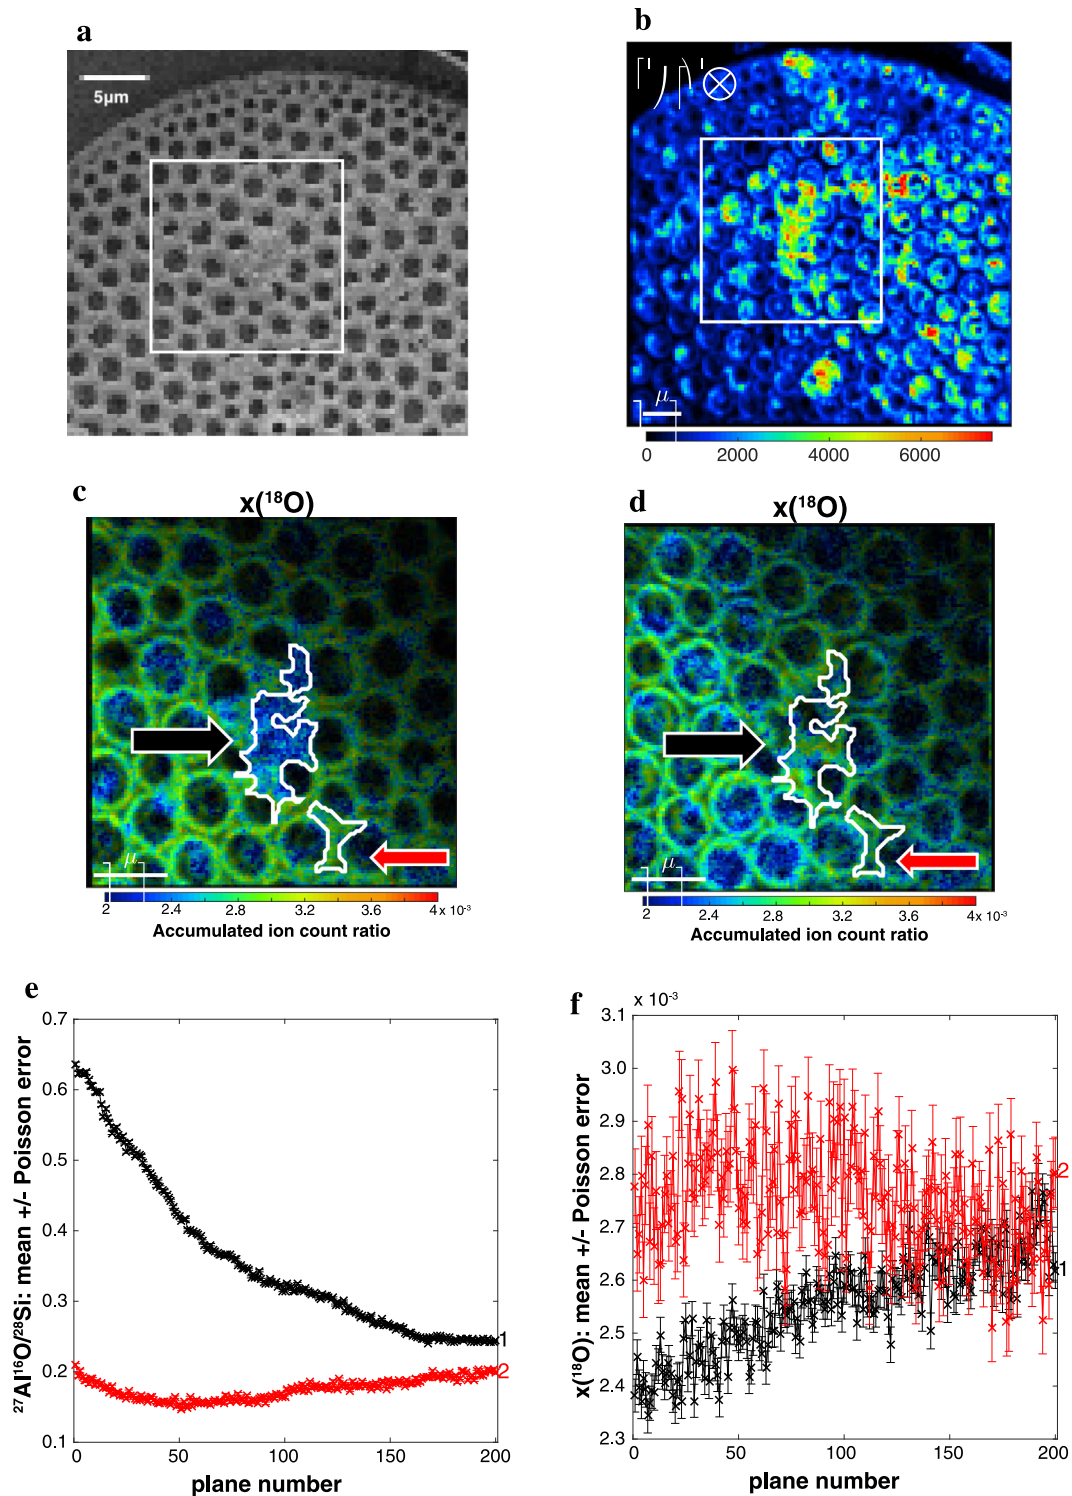 a
5μm
b
μ
0 2000 4000 6000
c
x(¹⁸O)
μ
2 2.4 2.8 3.2 3.6 4x 10⁻³
Accumulated ion count ratio
d
x(¹⁸O)
μ
2 2.4 2.8 3.2 3.6 4x 10⁻³
Accumulated ion count ratio
e
²⁷Al¹⁶O/²⁸Si: mean +/- Poisson error
0.7
0.6
0.5
0.4
0.3
0.2
0.1
1
2
0 50 100 150 200
plane number
f
x(¹⁸O): mean +/- Poisson error
x 10⁻³
3.1
3.0
2.9
2.8
2.7
2.6
2.5
2.4
2.3
2
1
0 50 100 150 200
plane number